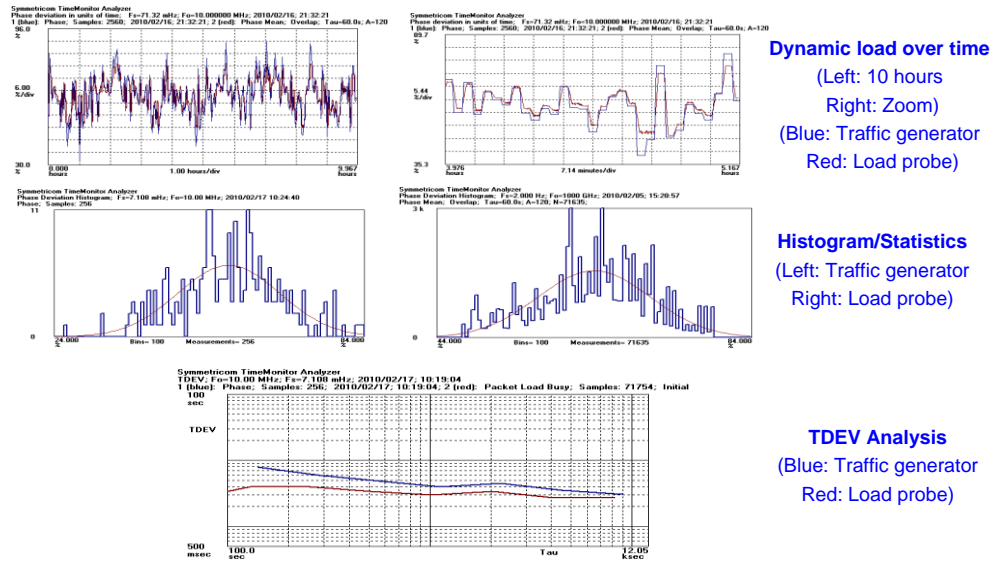 Symmetricom TimeMonitor Analyzer
Phase deviation in units of time; Fs=71.32 mHz; Fo=10.000000 MHz; 2010/02/16; 21:32:21
1 (blue): Phase; Samples: 2560; 2010/02/16; 21:32:21; 2 (red): Phase Mean; Overlap; Tau=60.0s; A=120
96.0
%
6.00
%/div
30.0
%
0.000
hours
1.00 hours/div
9.967
hours
Symmetricom TimeMonitor Analyzer
Phase deviation in units of time; Fs=71.32 mHz; Fo=10.000000 MHz; 2010/02/16; 21:32:21
1 (blue): Phase; Samples: 2560; 2010/02/16; 21:32:21; 2 (red): Phase Mean; Overlap; Tau=60.0s; A=120
89.7
%
5.44
%/div
35.3
%
3.976
hours
7.14 minutes/div
5.167
hours
Dynamic load over time
(Left: 10 hours
Right: Zoom)
(Blue: Traffic generator
Red: Load probe)
Symmetricom TimeMonitor Analyzer
Phase Deviation Histogram; Fs=7.108 mHz; Fo=10.00 MHz; 2010/02/17 10:24:40
Phase; Samples: 256
11
0
24.000
%
Bins= 100 Measurements= 256
84.000
%
Symmetricom TimeMonitor Analyzer
Phase Deviation Histogram; Fs=2.000 Hz; Fo=1000 GHz; 2010/02/05; 15:20:57
Phase Mean; Overlap; Tau=60.0s; A=120; N=71635;
3 k
0
44.000
%
Bins= 100 Measurements= 71635
84.000
%
Histogram/Statistics
(Left: Traffic generator
Right: Load probe)
Symmetricom TimeMonitor Analyzer
TDEV; Fo=10.00 MHz; Fs=7.108 mHz; 2010/02/17; 10:19:04
1 (blue): Phase; Samples: 256; 2010/02/17; 10:19:04; 2 (red): Packet Load Busy; Samples: 71754; Initial
100
sec
TDEV
500
msec
100.0
sec
Tau
12.05
ksec
TDEV Analysis
(Blue: Traffic generator
Red: Load probe)